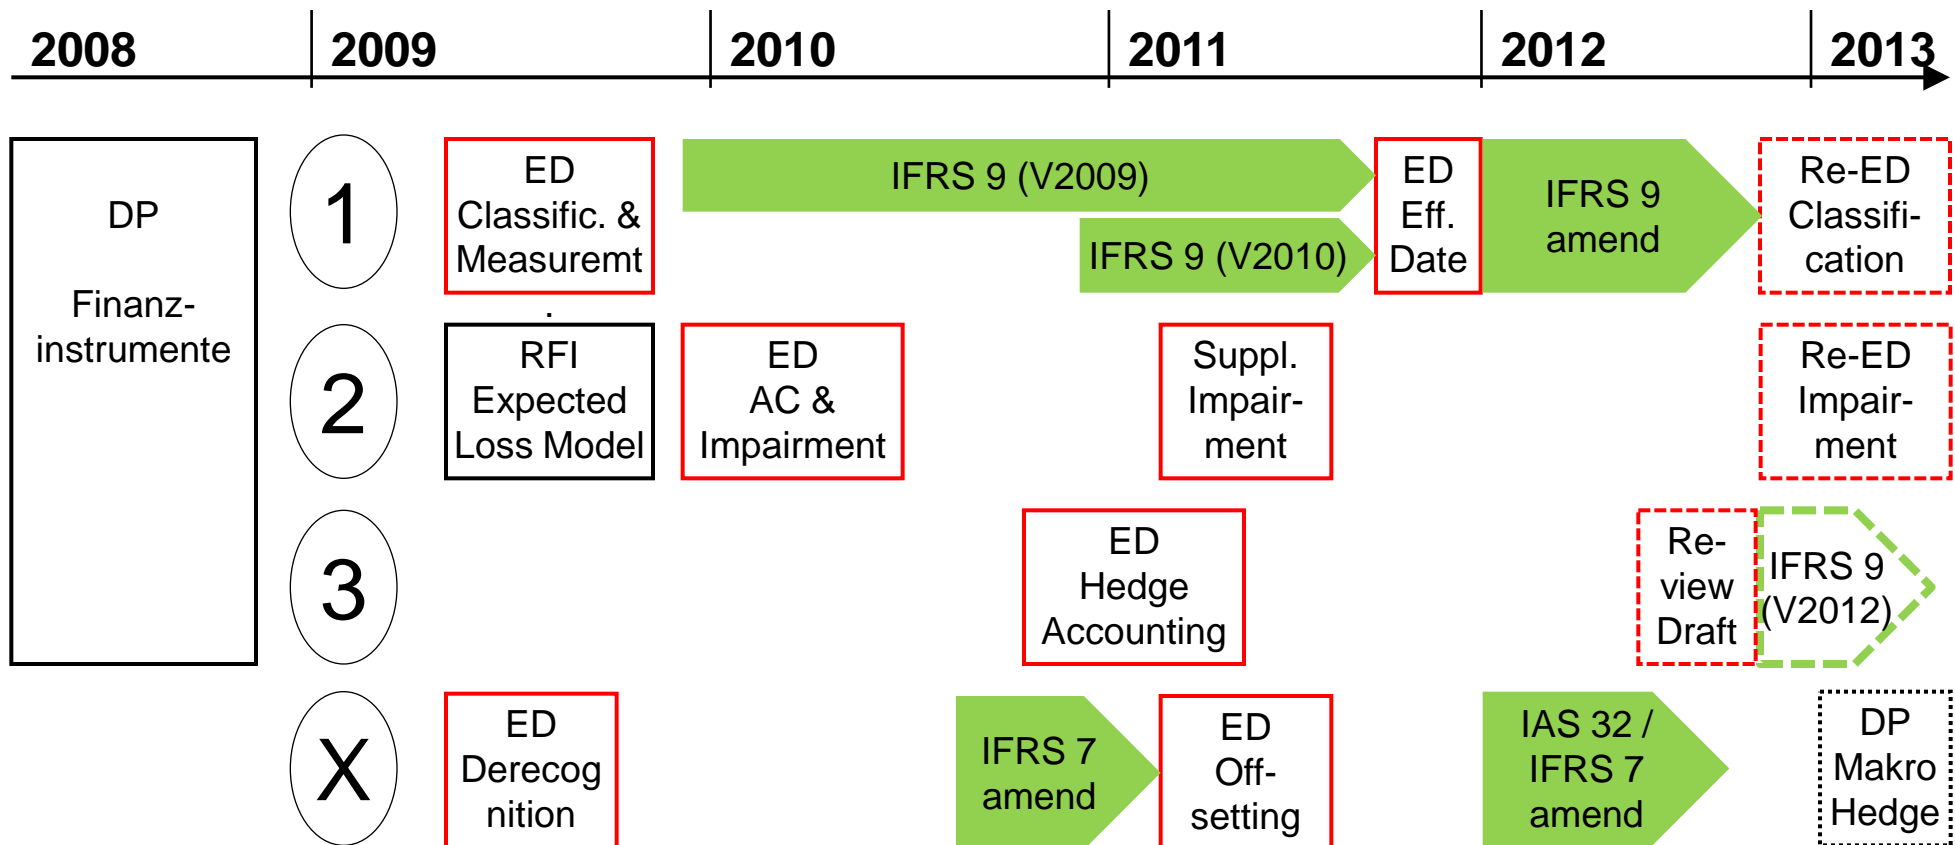 2008
2009
2010
2011
2012
2013
DP
Finanz-
instrumente
1
ED
Classific. &
Measuremt
.
IFRS 9 (V2009)
IFRS 9 (V2010)
ED
Eff.
Date
IFRS 9
amend
Re-ED
Classifi-
cation
2
RFI
Expected
Loss Model
ED
AC &
Impairment
Suppl.
Impair-
ment
Re-ED
Impair-
ment
3
ED
Hedge
Accounting
Re-
view
Draft
IFRS 9
(V2012)
X
ED
Derecog
nition
IFRS 7
amend
ED
Off-
setting
IAS 32 /
IFRS 7
amend
DP
Makro
Hedge